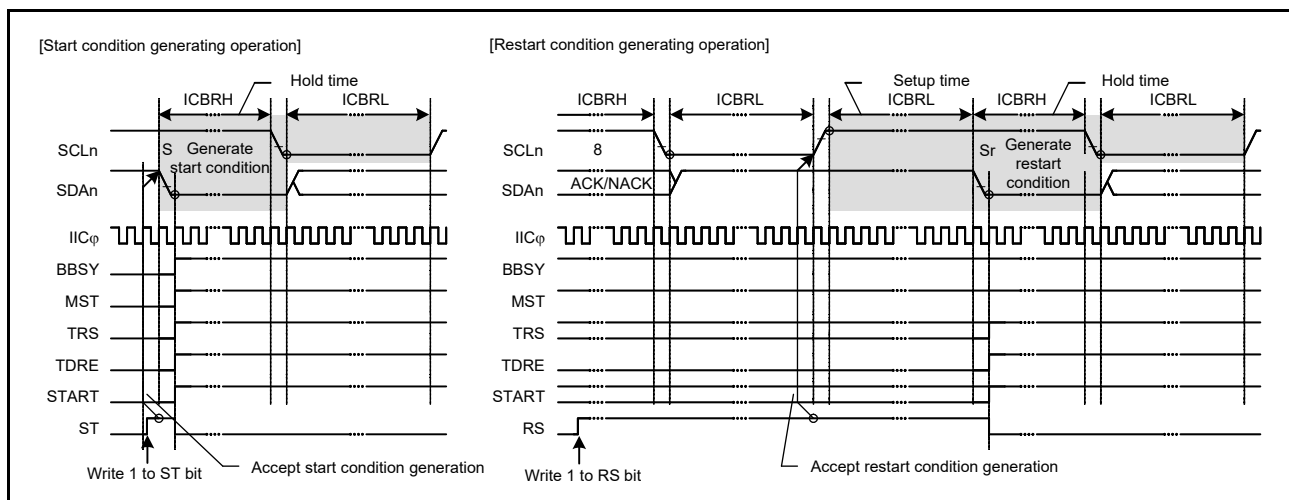 [Start condition generating operation]
[Restart condition generating operation]
Hold time
ICBRH
ICBRL
Setup time
Hold time
ICBRH
ICBRL
ICBRL
ICBRH
ICBRL
SCLn
S
Generate
start condition
SDAn
IICφ
BBSY
MST
TRS
TDRE
START
ST
Write 1 to ST bit
Accept start condition generation
SCLn
8
Sr
Generate
restart
condition
SDAn
ACK/NACK
IICφ
BBSY
MST
TRS
TDRE
START
RS
Write 1 to RS bit
Accept restart condition generation